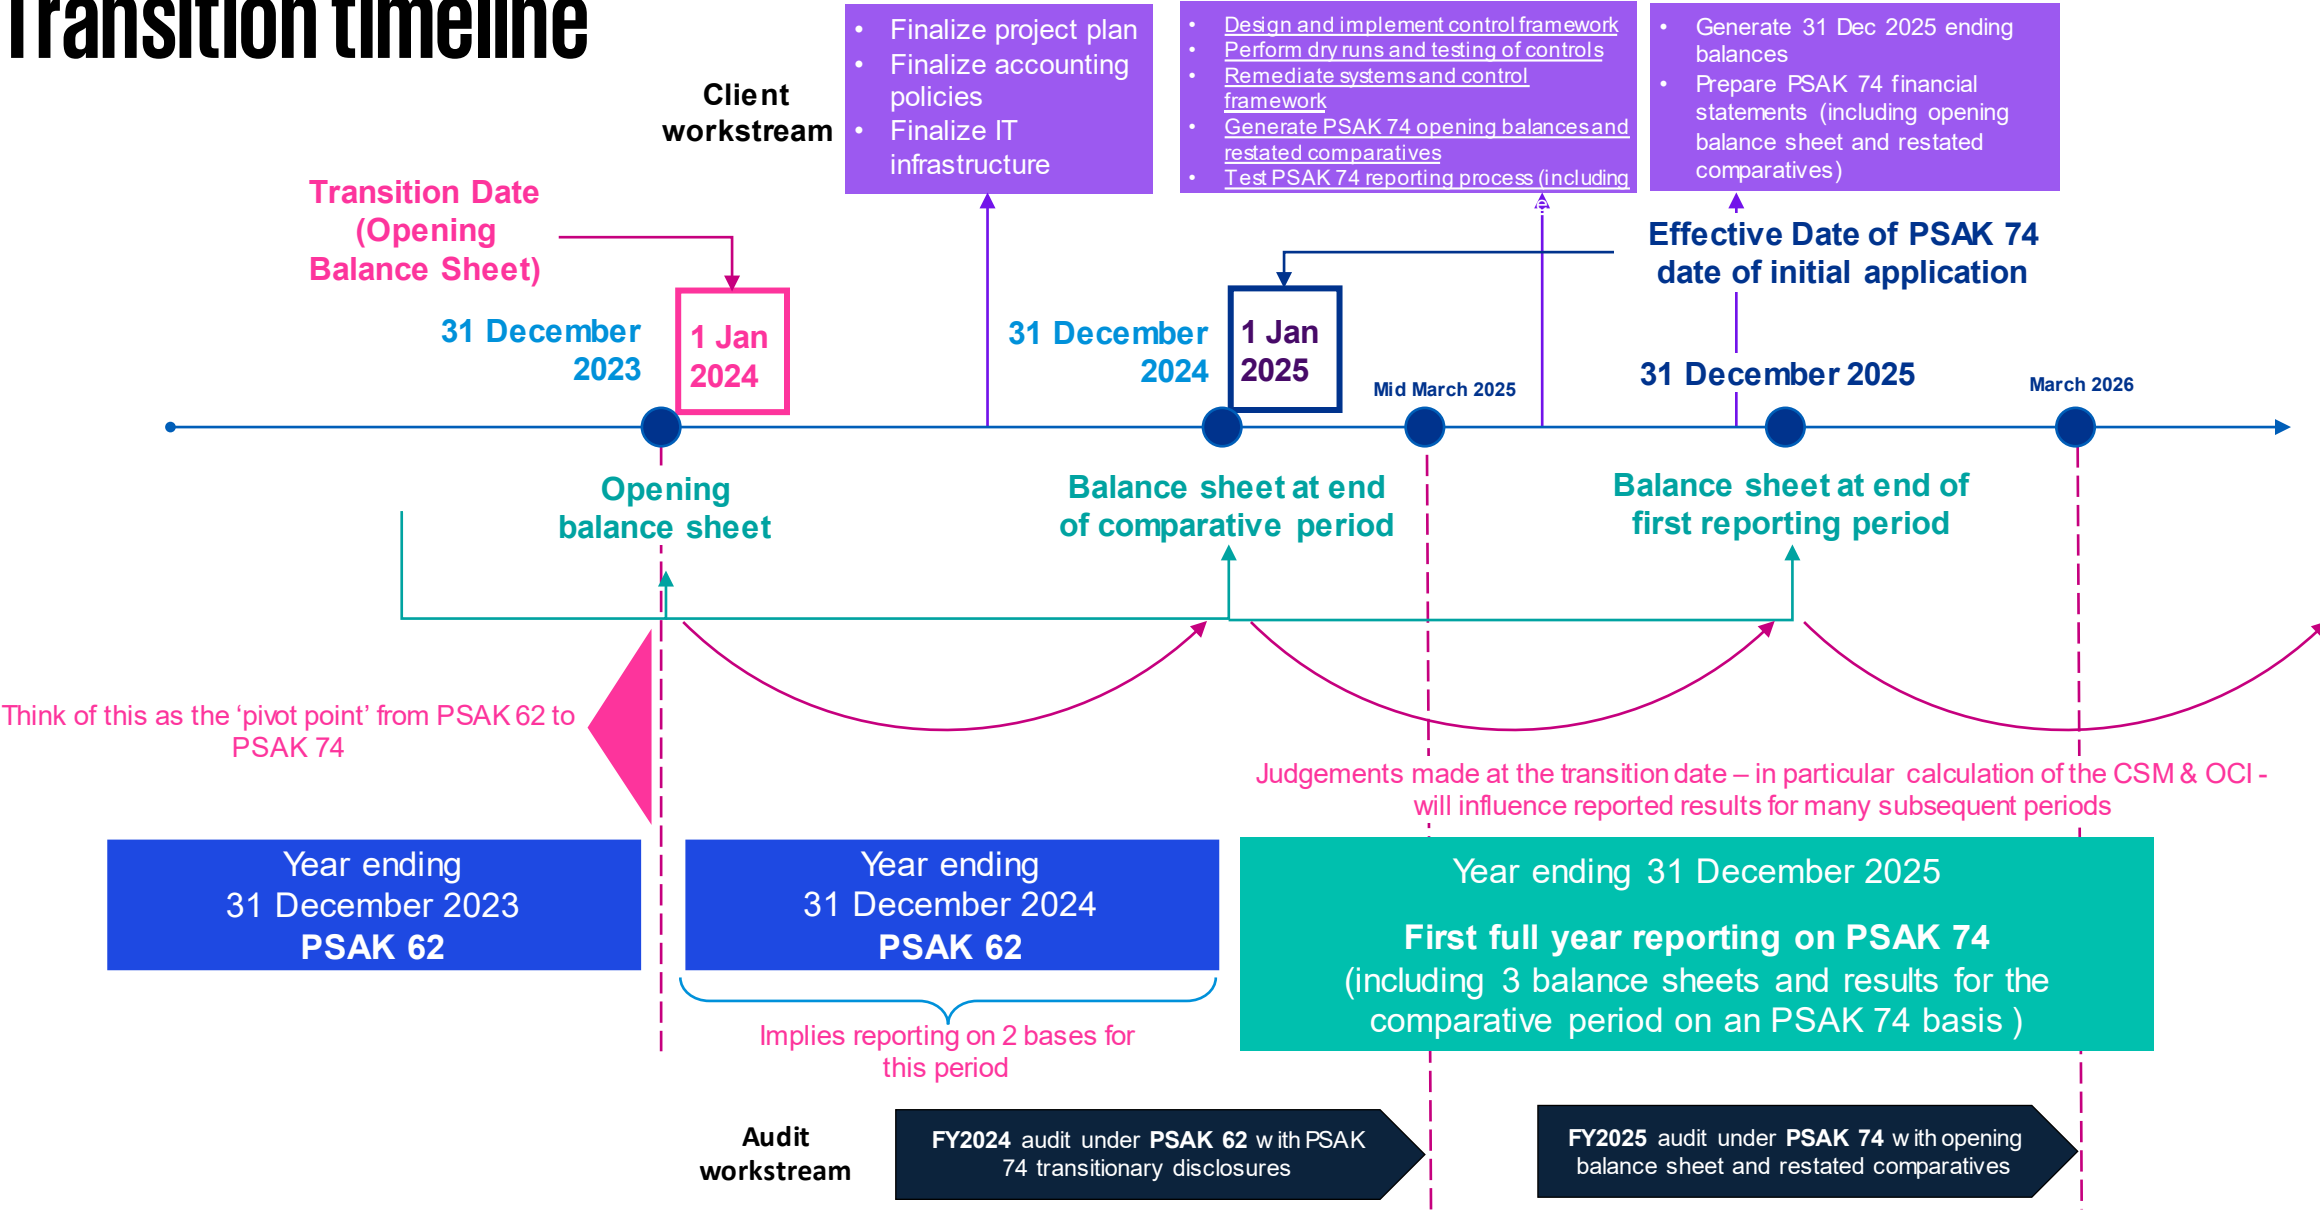 Transition timeline
Client
workstream
• Finalize project plan
• Finalize accounting
policies
• Finalize IT
infrastructure
• Design and implement control framework
• Perform dry runs and testing of controls
• Remediate systems and control
framework
• Generate PSAK 74 opening balances and
restated comparatives
• Test PSAK 74 reporting process (including
• Generate 31 Dec 2025 ending
balances
• Prepare PSAK 74 financial
statements (including opening
balance sheet and restated
comparatives)
Transition Date
(Opening
Balance Sheet)
Effective Date of PSAK 74
date of initial application
31 December
2023
1 Jan
2024
31 December
2024
1 Jan
2025
Mid March 2025
31 December 2025
March 2026
Opening
balance sheet
Balance sheet at end
of comparative period
Balance sheet at end of
first reporting period
Think of this as the ‘pivot point’ from PSAK 62 to
PSAK 74
Judgements made at the transition date – in particular calculation of the CSM & OCI -
will influence reported results for many subsequent periods
Year ending
31 December 2023
PSAK 62
Year ending
31 December 2024
PSAK 62
Year ending 31 December 2025
First full year reporting on PSAK 74
(including 3 balance sheets and results for the
comparative period on an PSAK 74 basis )
Implies reporting on 2 bases for
this period
Audit
workstream
FY2024 audit under PSAK 62 with PSAK
74 transitionary disclosures
FY2025 audit under PSAK 74 with opening
balance sheet and restated comparatives